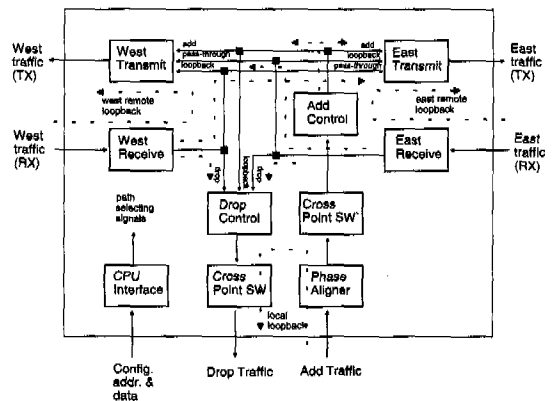 West
traffic
(TX)
West
Transmit
add
pass-through
loopback
add
loopback
pass-through
East
Transmit
East
traffic
(TX)
west remote
loopback
Add
Control
east remote
loopback
West
traffic
(RX)
West
Receive
East
Receive
East
traffic
(RX)
drop
loopback
drop
path
selecting
signals
Drop
Control
Cross
Point SW
CPU
Interface
Cross
Point SW
Phase
Aligner
local
loopback
Config.
addr. &
data
Drop Traffic
Add Traffic